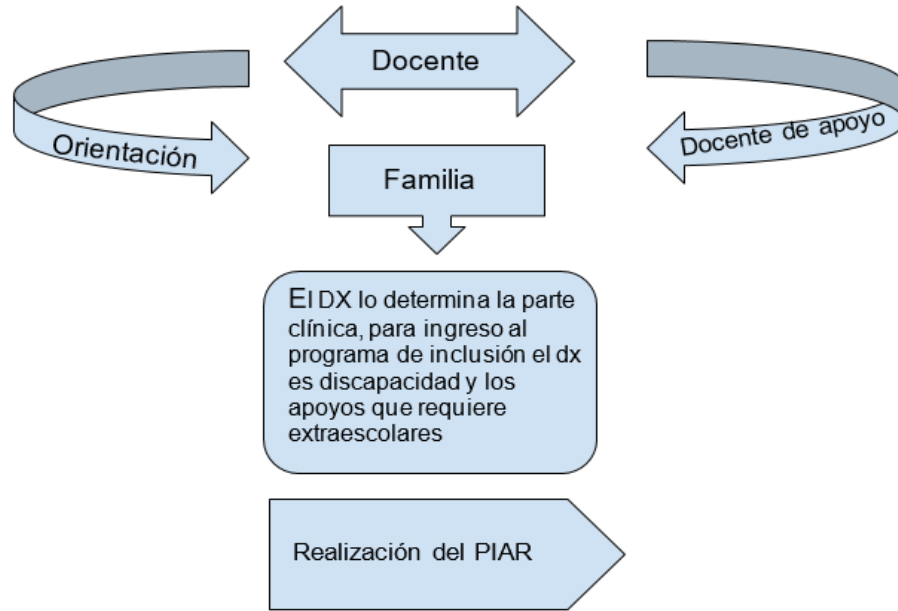 Docente
Orientación
Docente de apoyo
Familia
El DX lo determina la parte
clínica, para ingreso al
programa de inclusión el dx
es discapacidad y los
apoyos que requiere
extraescolares
Realización del PIAR